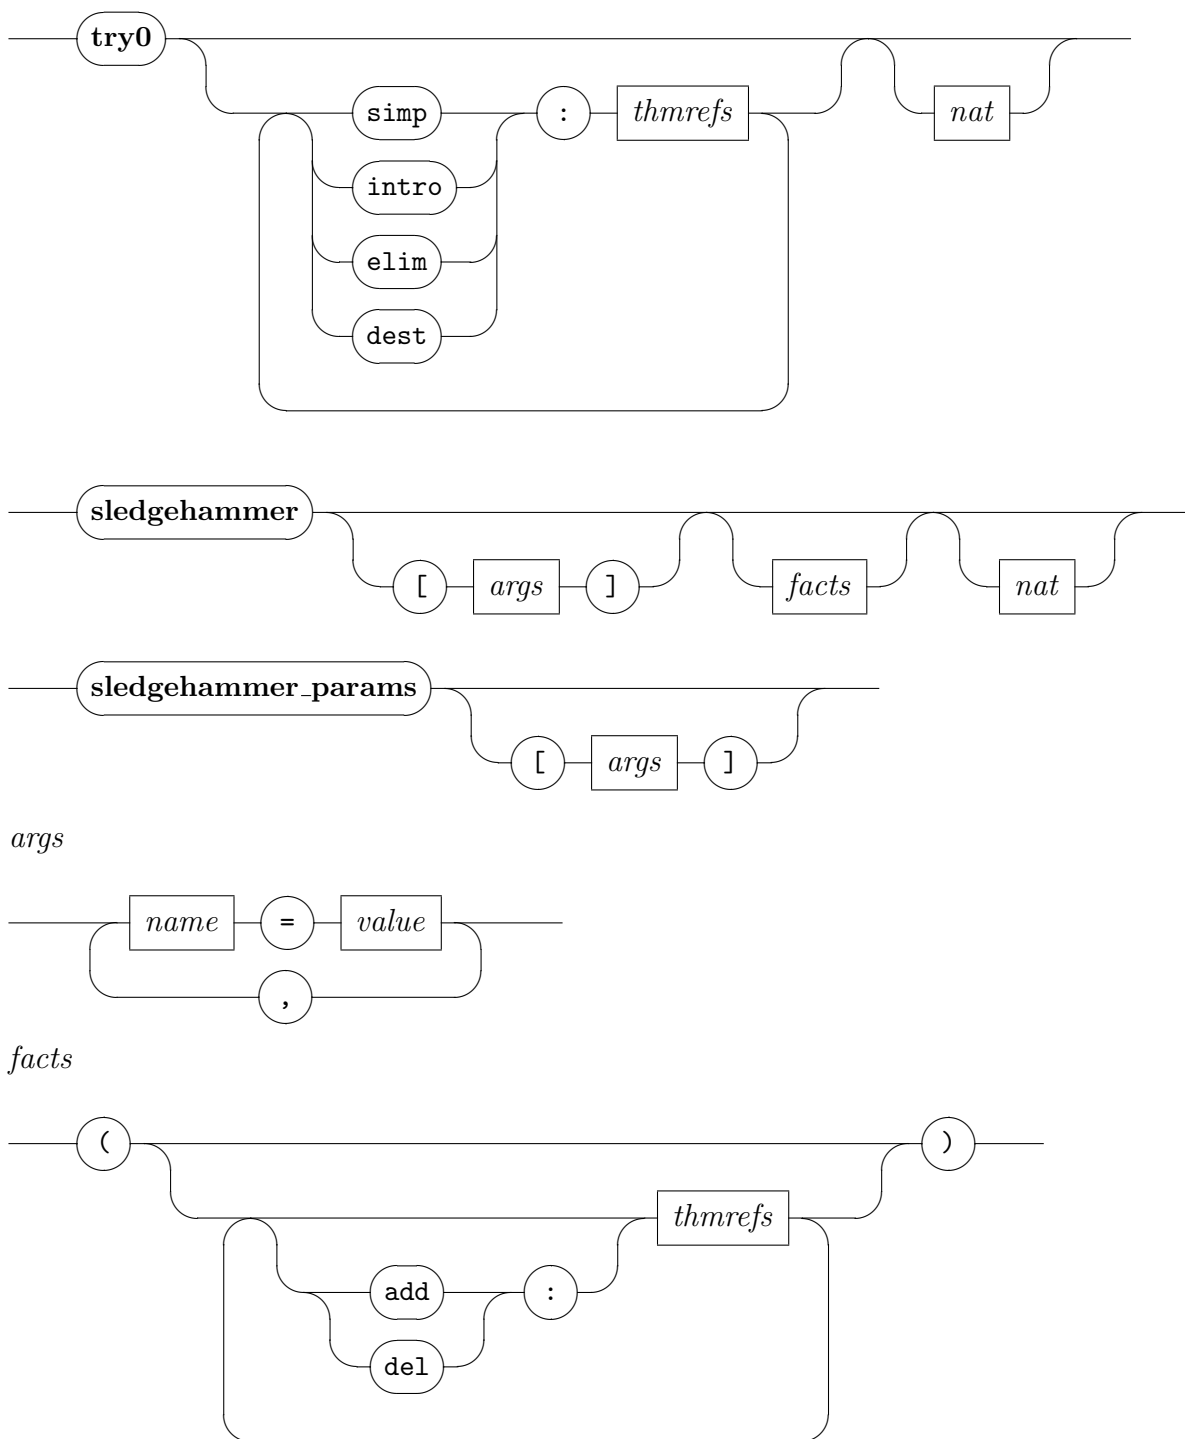 try0
simp : thmrefs nat
intro
elim
dest
sledgehammer
[ args ] facts nat
sledgehammer_params
[ args ]
args
name = value
,
facts
( )
thmrefs
add :
del